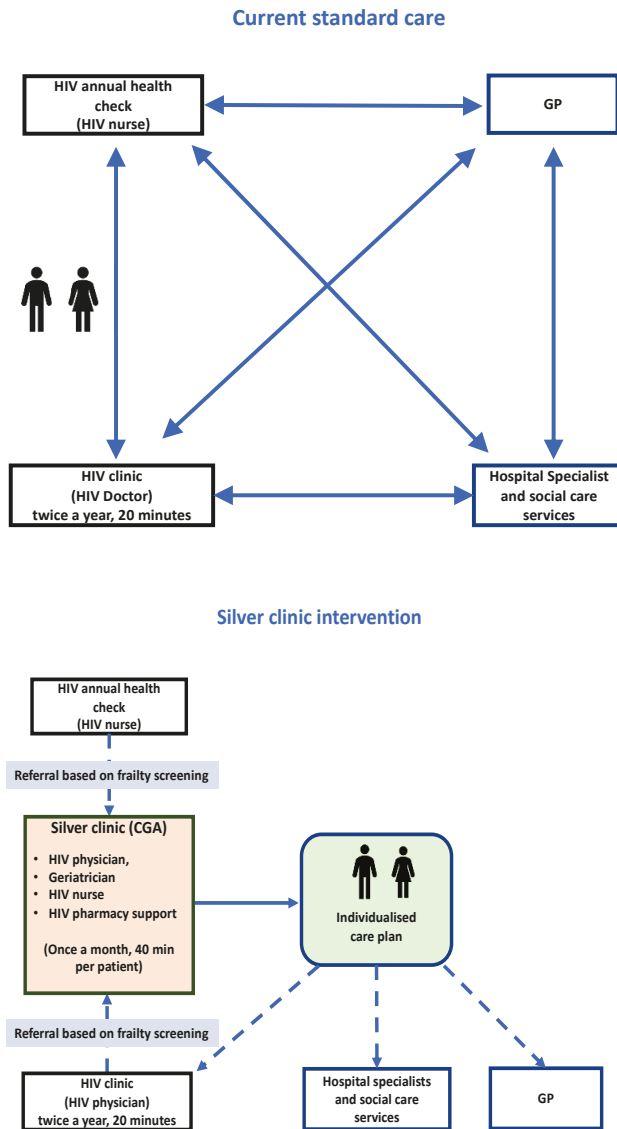 Current standard care
HIV annual health
check
(HIV nurse)
GP
HIV clinic
(HIV Doctor)
twice a year, 20 minutes
Hospital Specialist
and social care
services
Silver clinic intervention
HIV annual health
check
(HIV nurse)
Referral based on frailty screening
Silver clinic (CGA)
• HIV physician,
• Geriatrician
• HIV nurse
• HIV pharmacy support
(Once a month, 40 min
per patient)
Individualised
care plan
Referral based on frailty screening
HIV clinic
(HIV physician)
twice a year, 20 minutes
Hospital specialists
and social care
services
GP